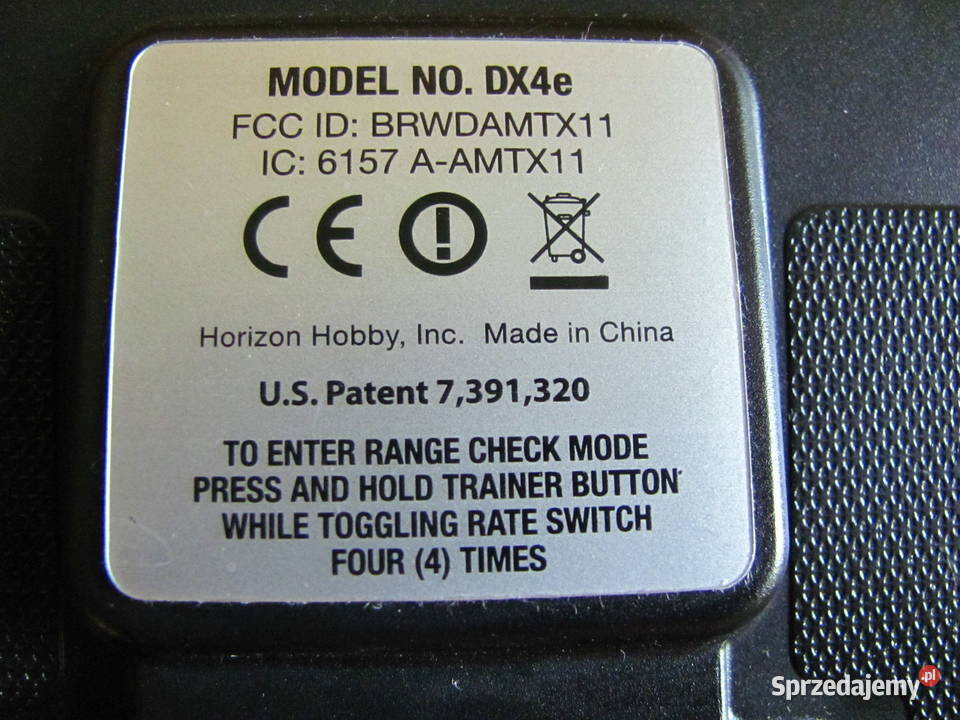 MODEL NO. DX4e
FCC ID: BRWDAMTX11
IC: 6157 A-AMTX11
CE
Horizon Hobby, Inc. Made in China
U.S. Patent 7,391,320
TO ENTER RANGE CHECK MODE
PRESS AND HOLD TRAINER BUTTON
WHILE TOGGLING RATE SWITCH
FOUR (4) TIMES
Sprzedajemy.pl